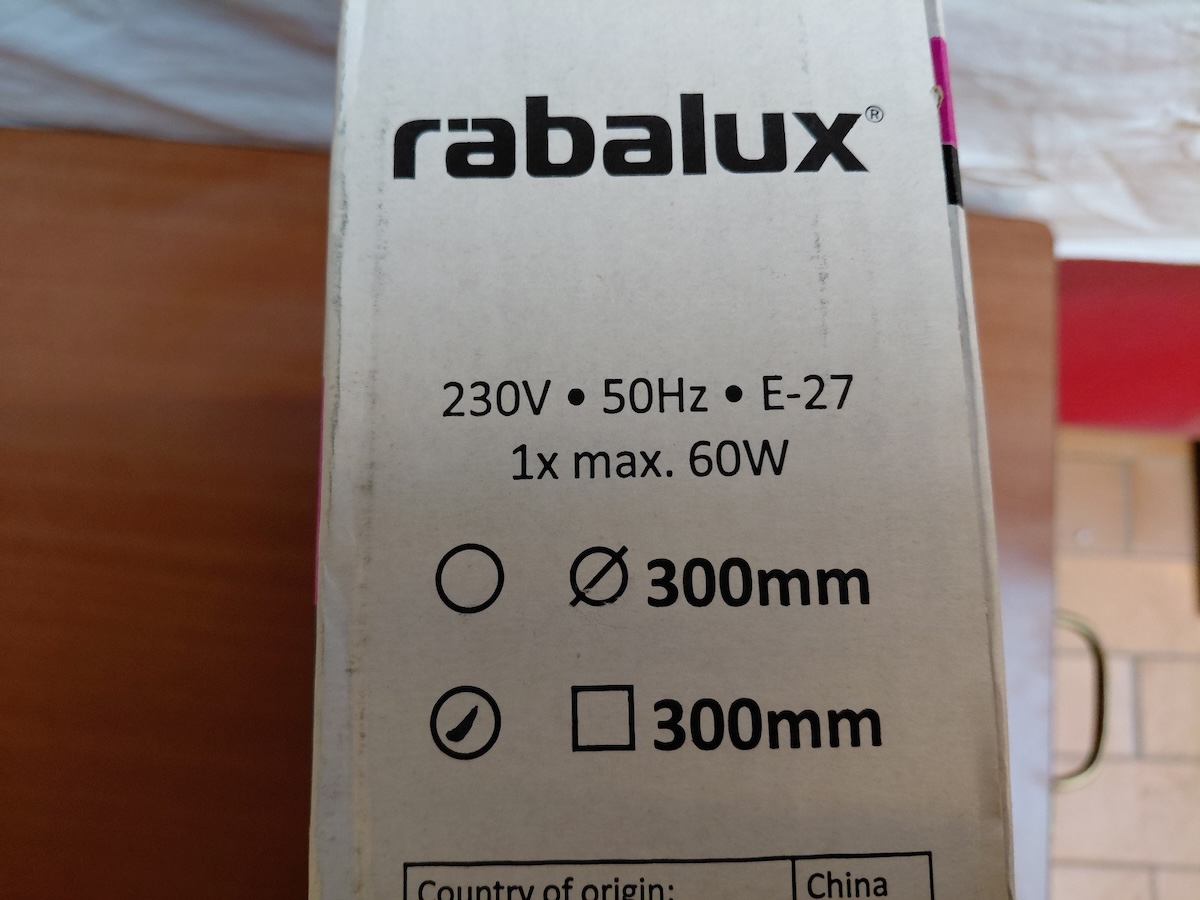 rabalux®
230V • 50Hz • E-27
1x max. 60W
Ø 300mm
300mm
Country of origin: China